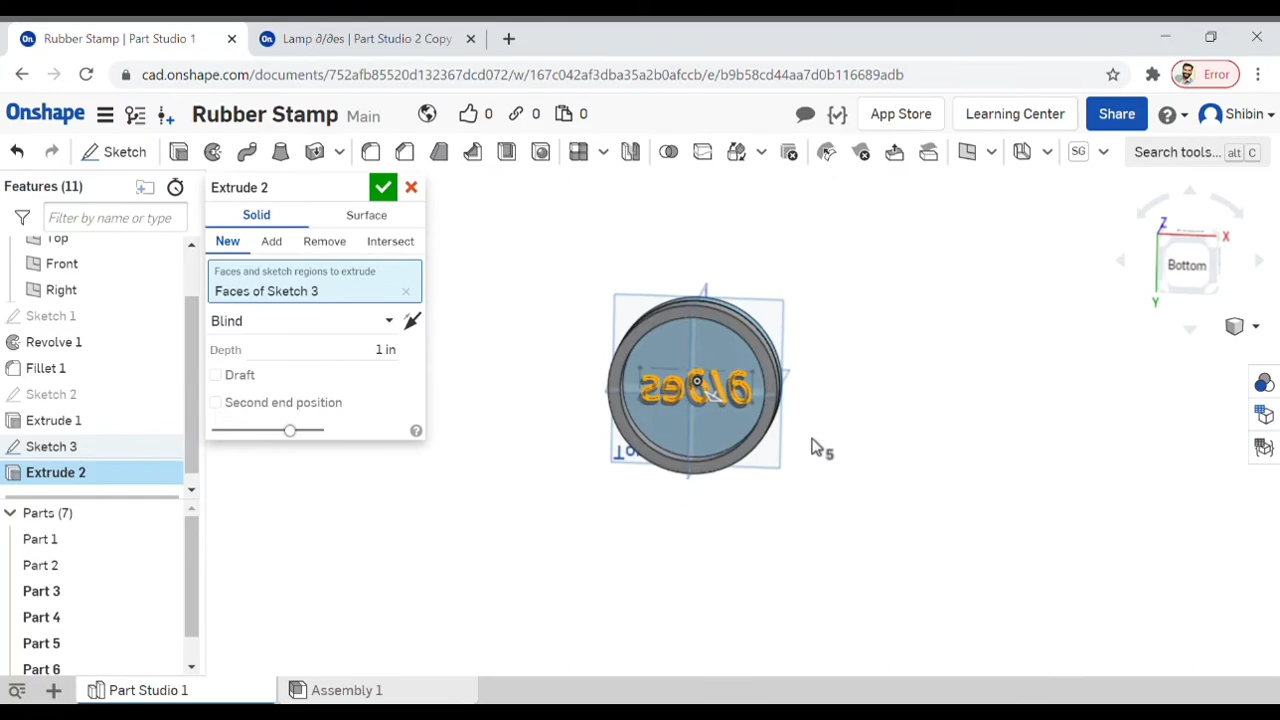 Rubber Stamp | Part Studio 1
Lamp ∂/∂es | Part Studio 2 Copy
cad.onshape.com/documents/752afb85520d132367dcd072/w/167c042af3dba35a2b0afccb/e/b9b58cd44aa7d0b116689adb
Error
Onshape
Rubber Stamp Main
0
0
0
App Store
Learning Center
Share
Shibin
Sketch
SG
Search tools... alt C
Features (11)
Filter by name or type
Top
Front
Right
Sketch 1
Revolve 1
Fillet 1
Sketch 2
Extrude 1
Sketch 3
Extrude 2
Parts (7)
Part 1
Part 2
Part 3
Part 4
Part 5
Part 6
Extrude 2
Solid
Surface
New
Add
Remove
Intersect
Faces and sketch regions to extrude
Faces of Sketch 3
Blind
Depth 1 in
Draft
Second end position
5
Z
X
Bottom
Y
Part Studio 1
Assembly 1